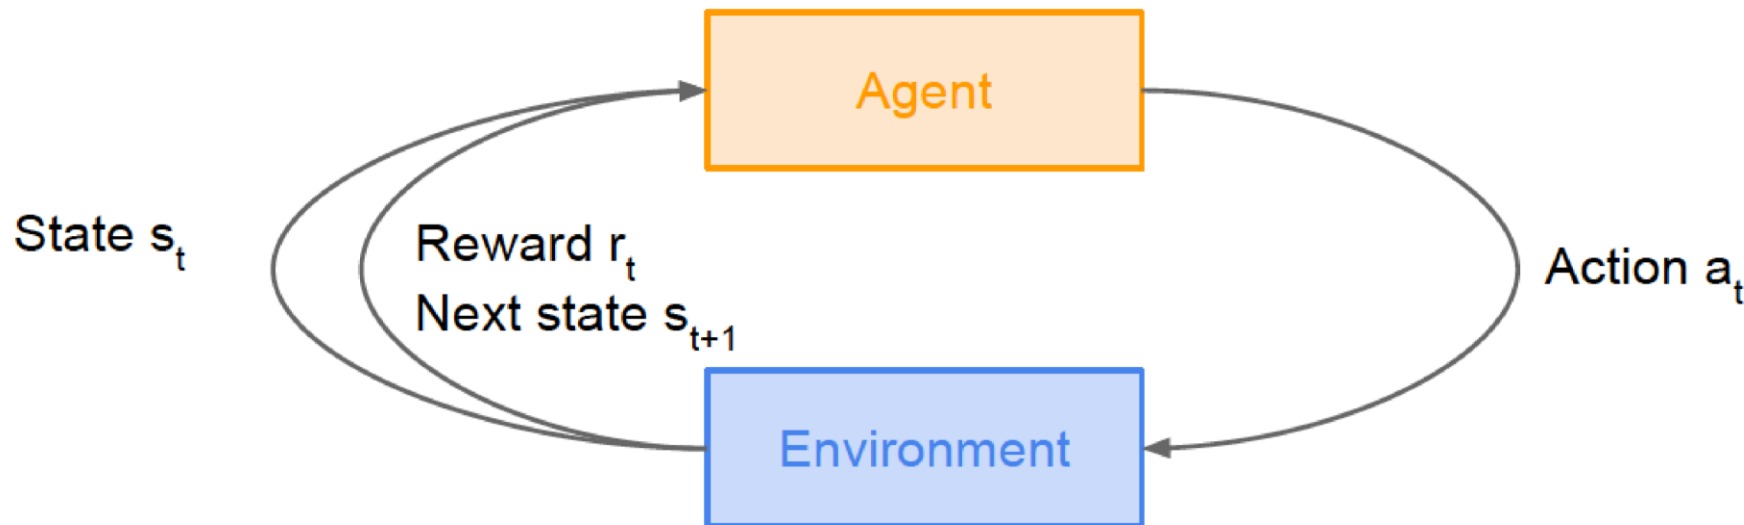 Agent
State sₜ
Reward rₜ
Next state sₜ₊₁
Action aₜ
Environment